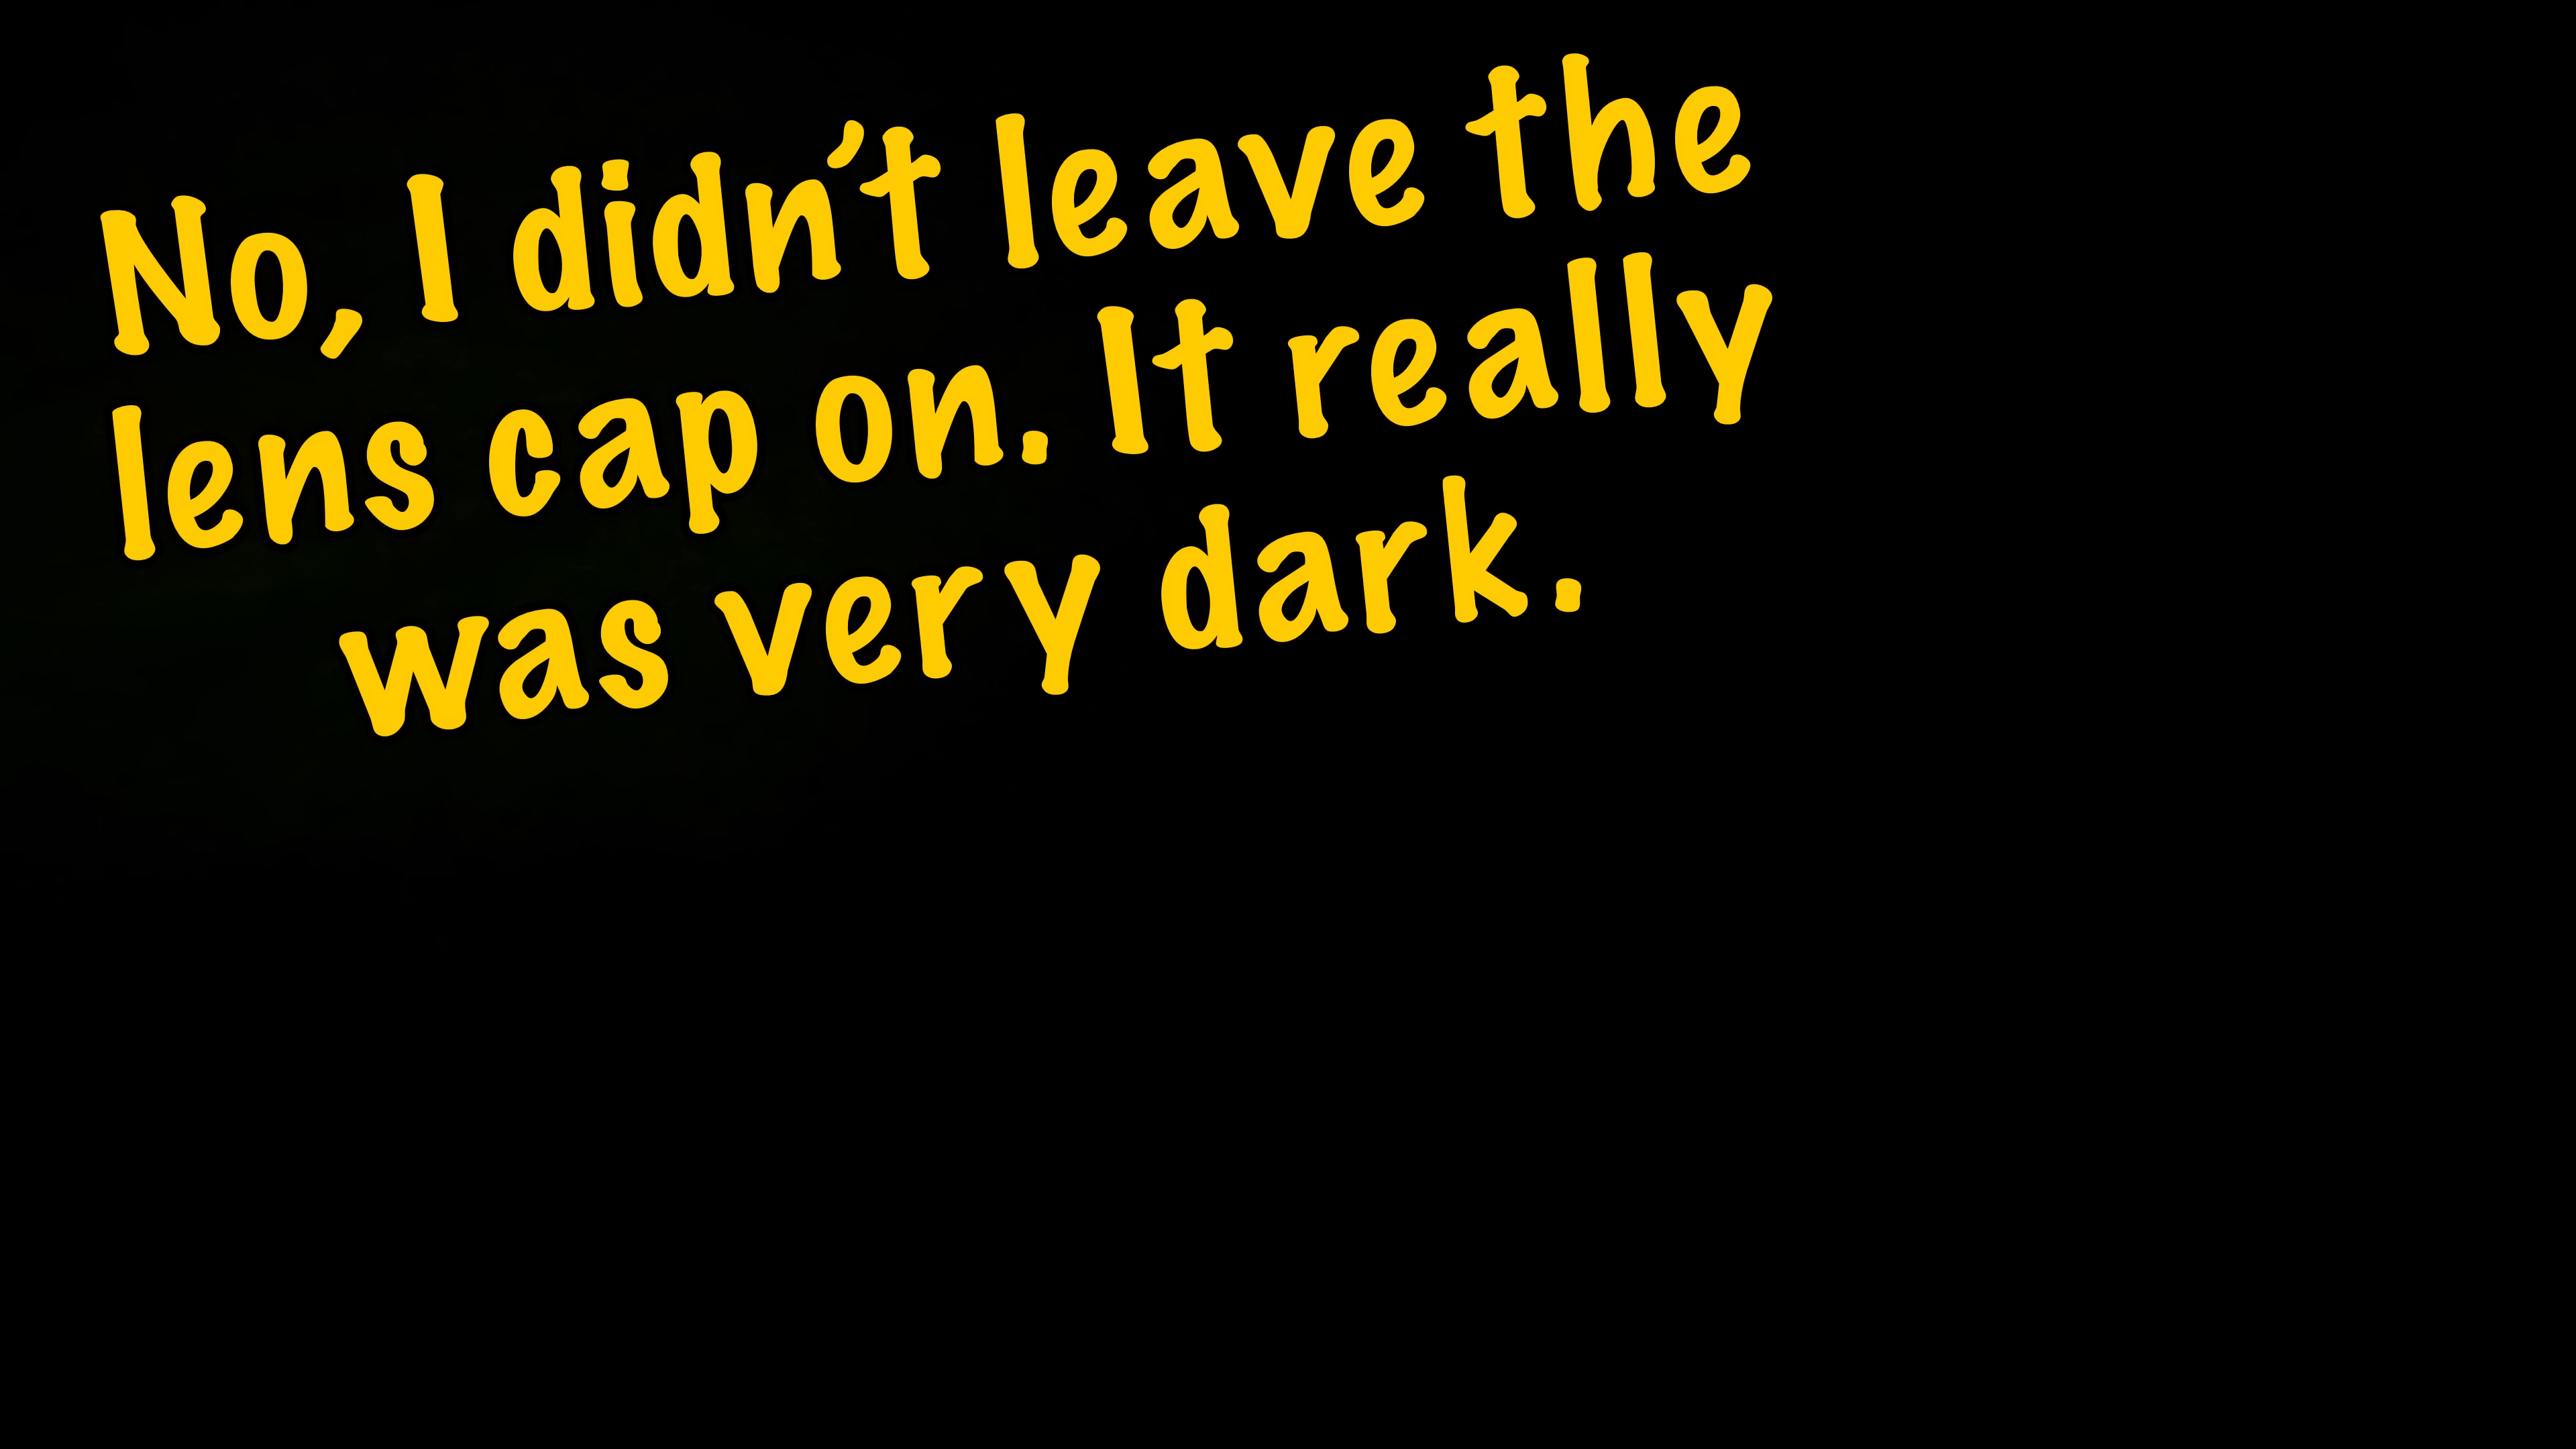 No, I didn’t leave the
lens cap on. It really
was very dark.